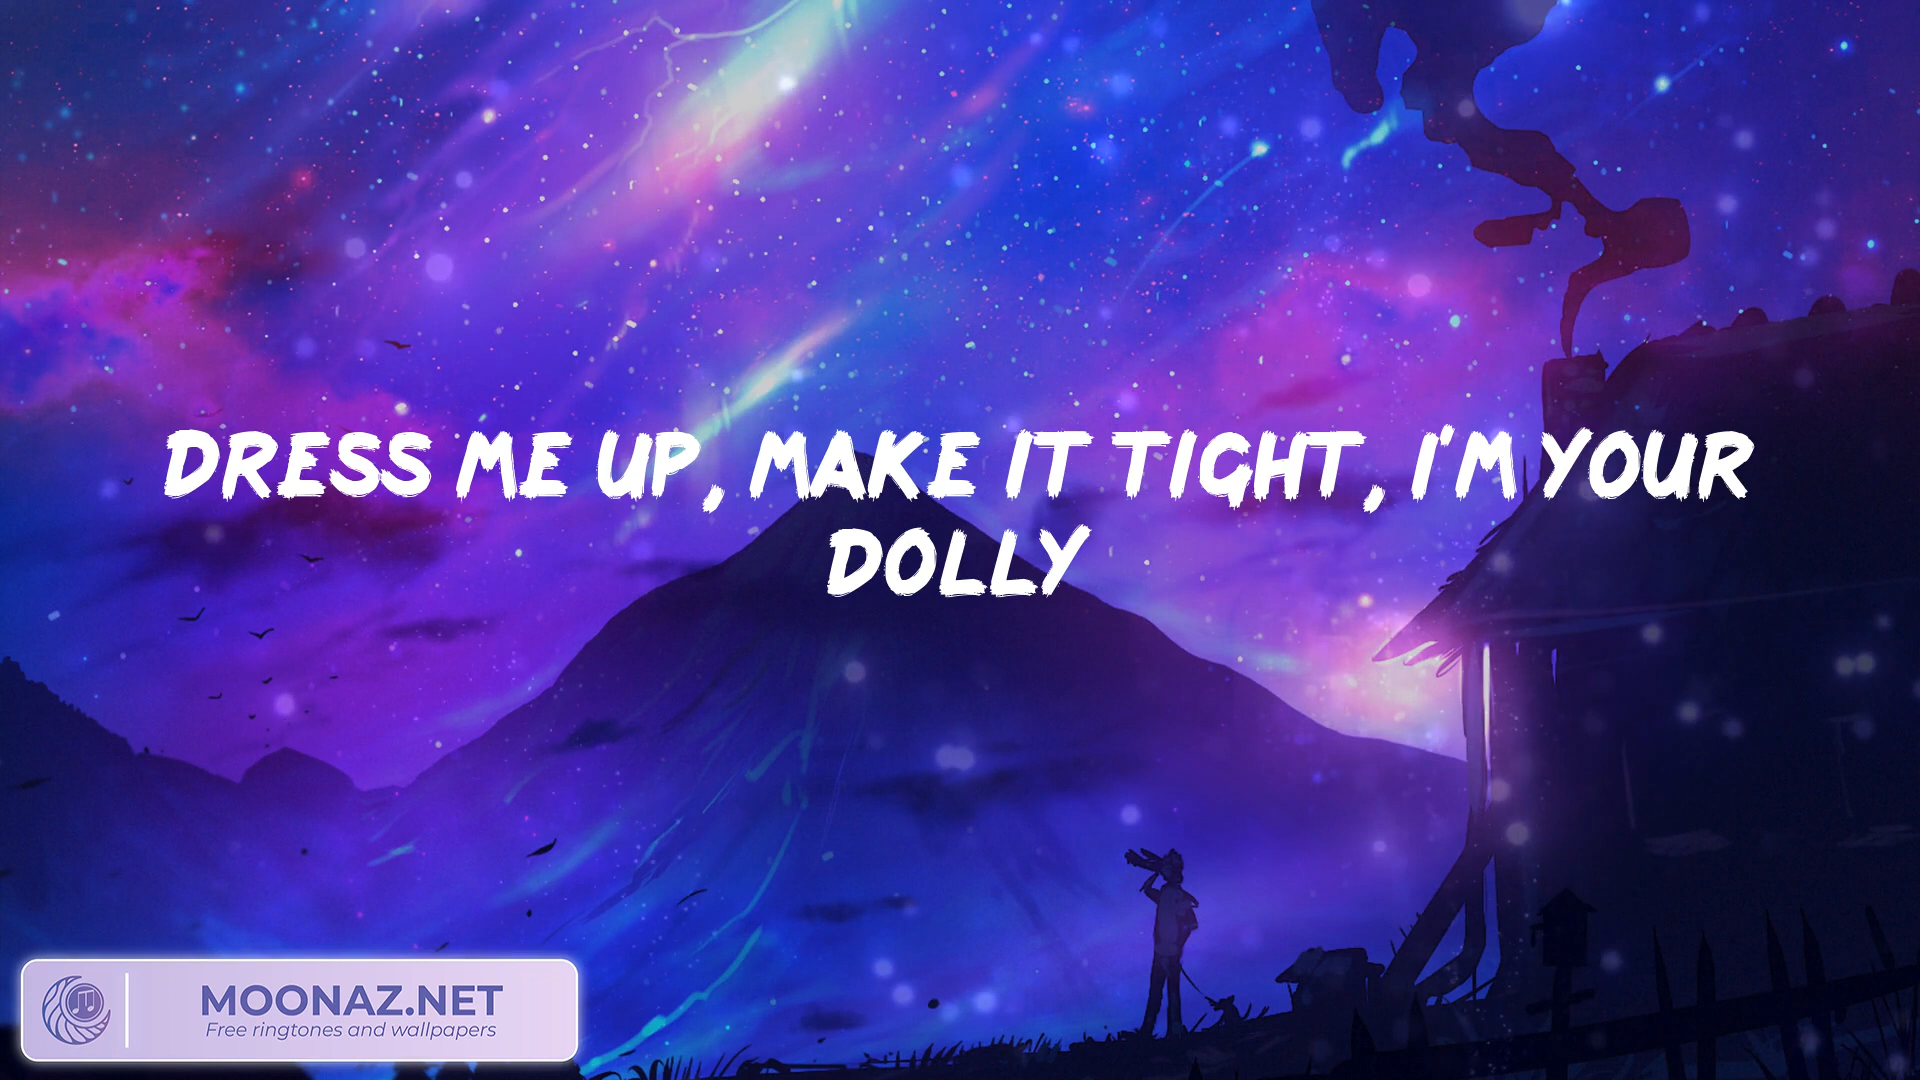 DRESS ME UP, MAKE IT TIGHT, I'M YOUR
DOLLY
MOONAZ.NET
Free ringtones and wallpapers